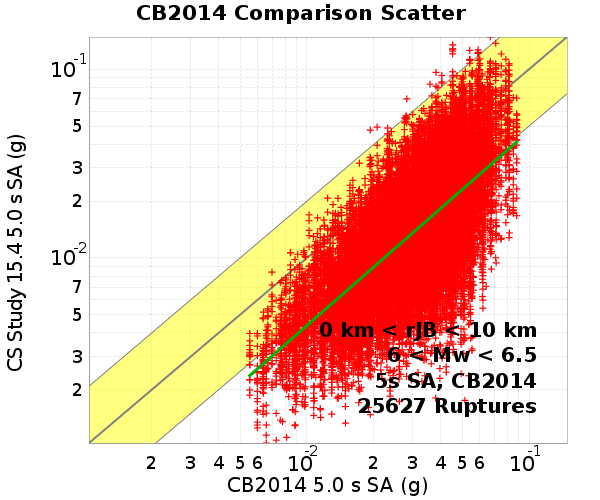 CB2014 Comparison Scatter
CS Study 15.4 5.0 s SA (g)
10-1
7
5
3
2
10-2
7
5
3
2
0 km < rJB < 10 km
6 < Mw < 6.5
5s SA, CB2014
25627 Ruptures
2 3 4 5 6 10-2 2 3 4 5 6 10-1
CB2014 5.0 s SA (g)